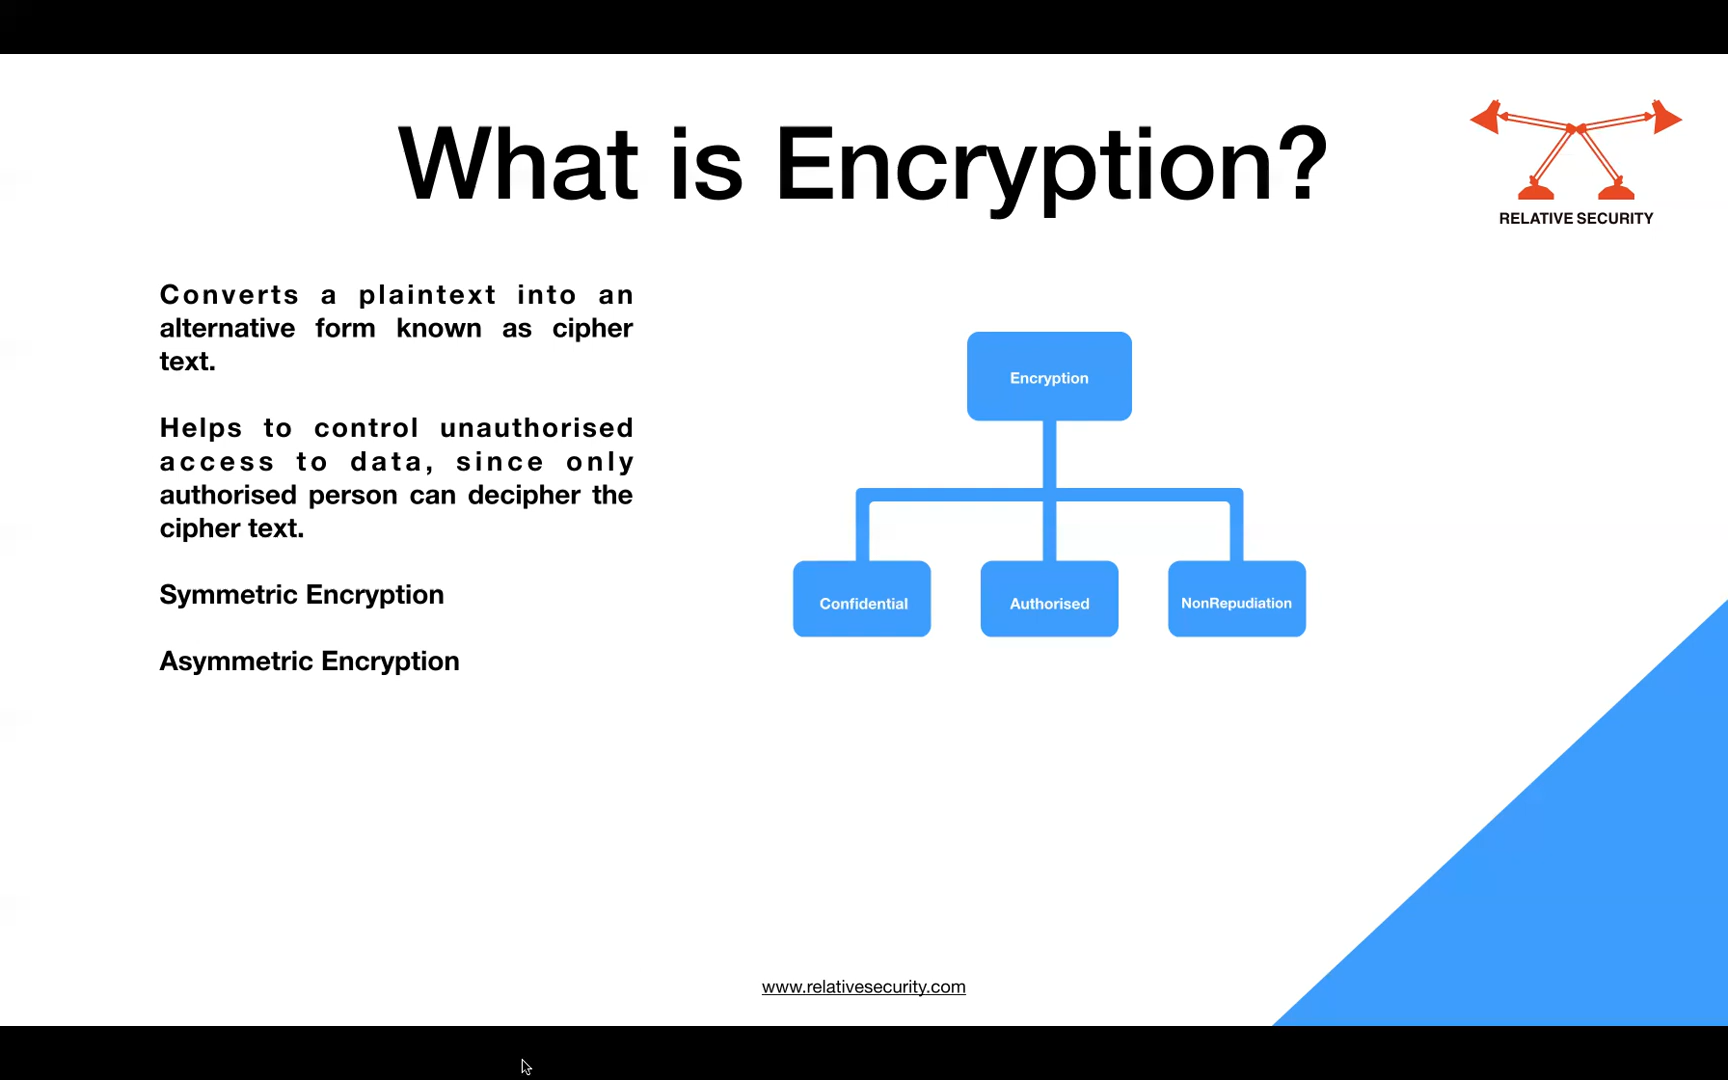 What is Encryption?
RELATIVE SECURITY
Converts a plaintext into an
alternative form known as cipher
text.
Helps to control unauthorised
access to data, since only
authorised person can decipher the
cipher text.
Symmetric Encryption
Asymmetric Encryption
Encryption
Confidential
Authorised
NonRepudiation
www.relativesecurity.com